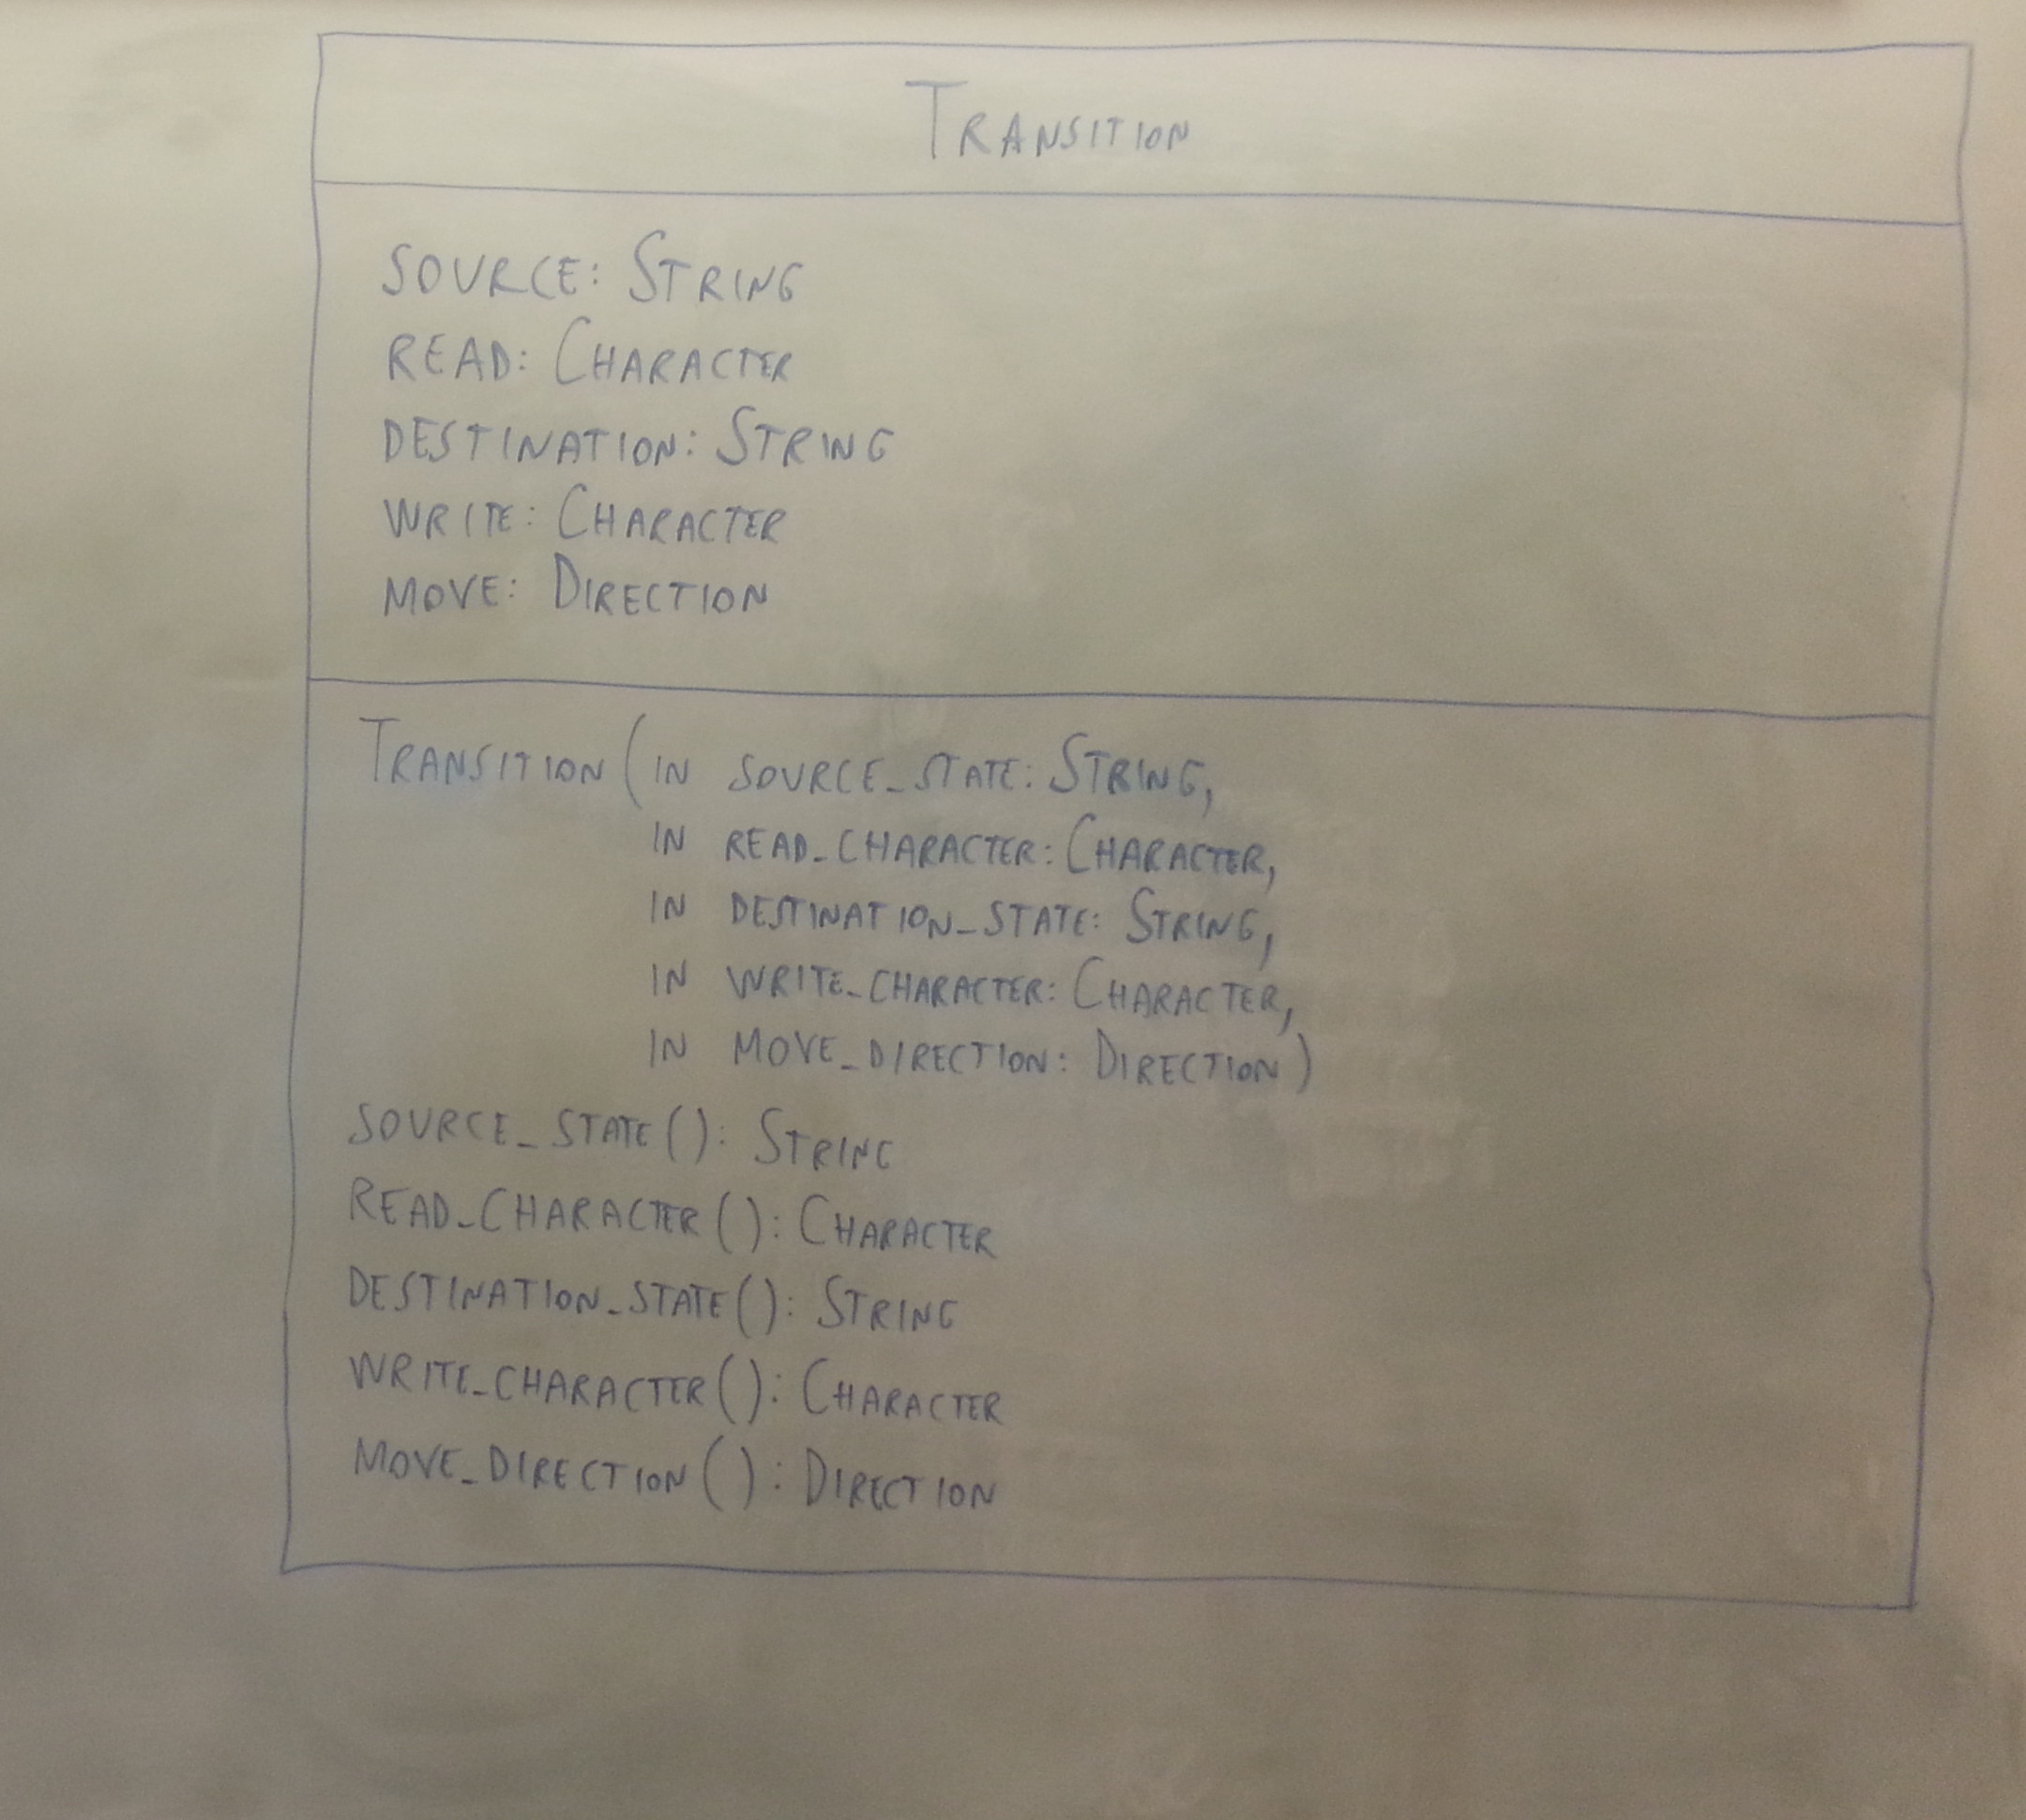 TRANSITION
SOURCE: STRING
READ: CHARACTER
DESTINATION: STRING
WRITE: CHARACTER
MOVE: DIRECTION
TRANSITION (IN SOURCE_STATE: STRING,
IN READ_CHARACTER: CHARACTER,
IN DESTINATION_STATE: STRING,
IN WRITE_CHARACTER: CHARACTER,
IN MOVE_DIRECTION: DIRECTION)
SOURCE_STATE(): STRING
READ_CHARACTER(): CHARACTER
DESTINATION_STATE(): STRING
WRITE_CHARACTER(): CHARACTER
MOVE_DIRECTION(): DIRECTION